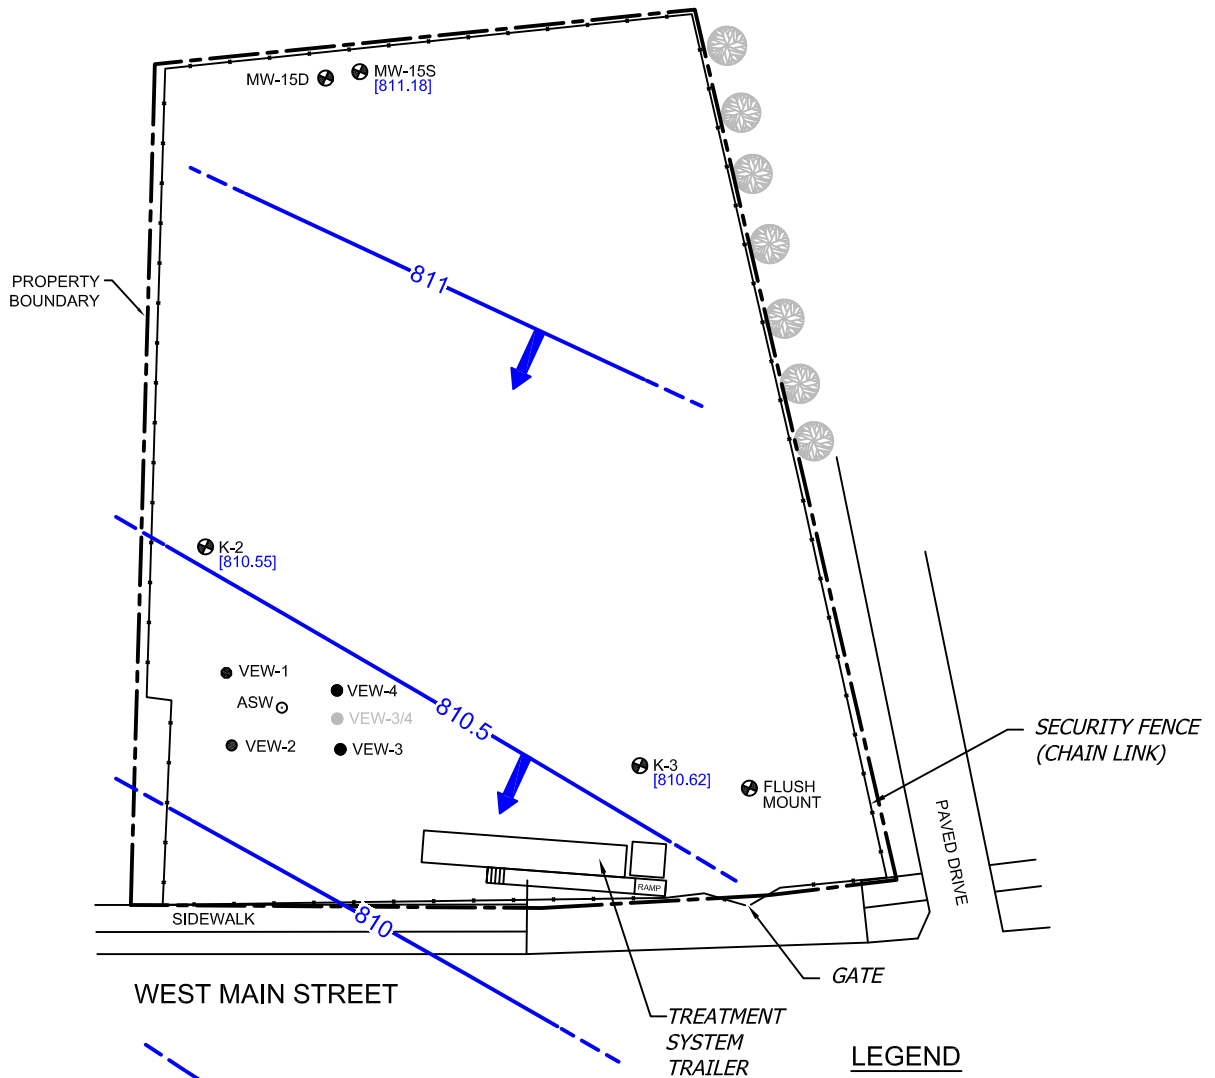 MW-15D
MW-15S
[811.18]
PROPERTY
BOUNDARY
811
K-2
[810.55]
VEW-1
ASW
VEW-4
VEW-3/4
VEW-2
VEW-3
810.5
K-3
[810.62]
FLUSH
MOUNT
SECURITY FENCE
(CHAIN LINK)
PAVED DRIVE
RAMP
SIDEWALK
810
WEST MAIN STREET
GATE
TREATMENT
SYSTEM
TRAILER
LEGEND